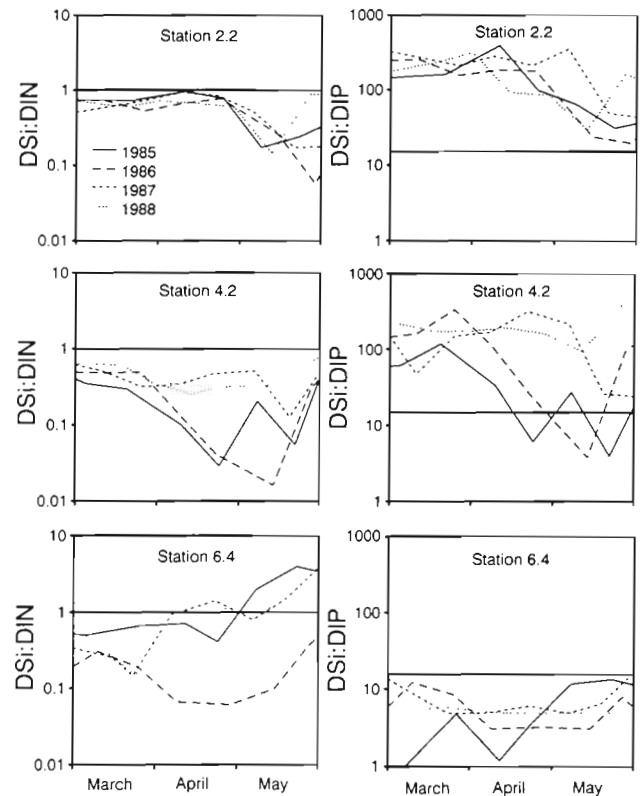 Station 2.2
10
1
0.1
0.01
DSi:DIN
1985
1986
1987
1988
Station 2.2
1000
100
10
1
DSi:DIP
Station 4.2
10
1
0.1
0.01
DSi:DIN
Station 4.2
1000
100
10
1
DSi:DIP
Station 6.4
10
1
0.1
0.01
DSi:DIN
March April May
Station 6.4
1000
100
10
1
DSi:DIP
March April May